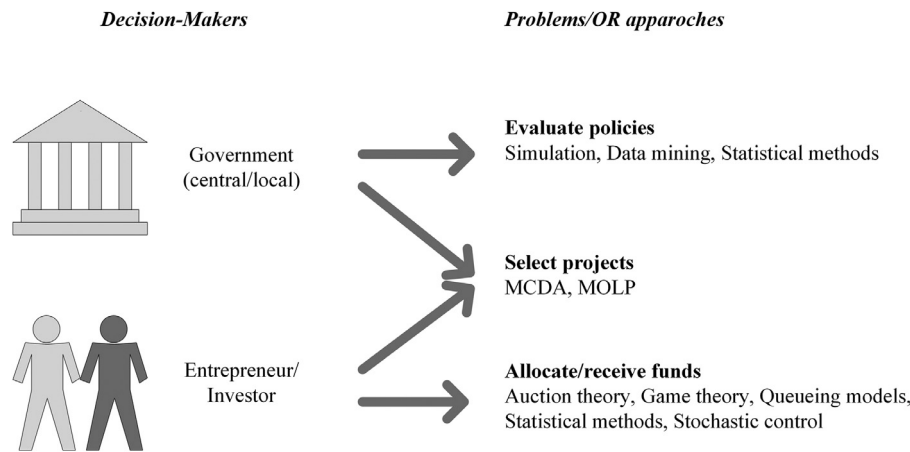 Decision-Makers
Problems/OR apparoches
Government
(central/local)
Evaluate policies
Simulation, Data mining, Statistical methods
Select projects
MCDA, MOLP
Entrepreneur/
Investor
Allocate/receive funds
Auction theory, Game theory, Queueing models,
Statistical methods, Stochastic control